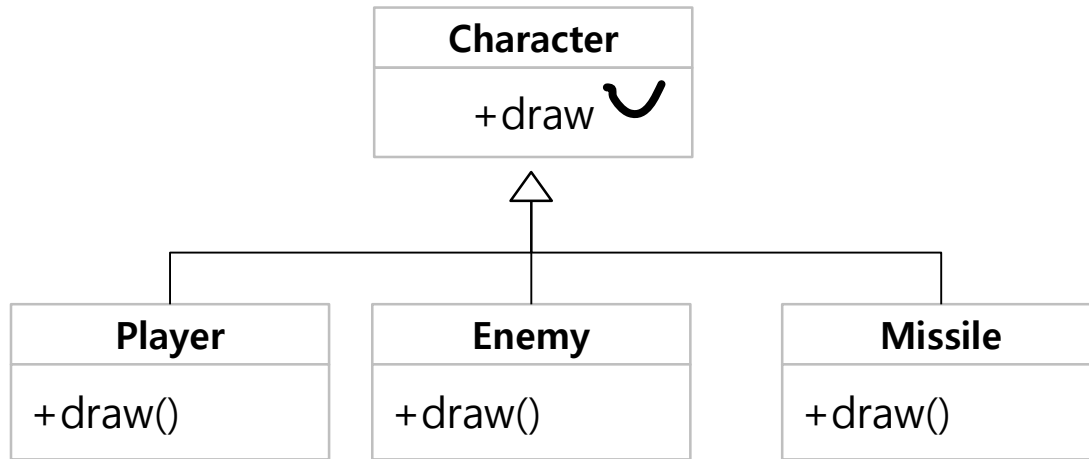 Character
+draw
Player
Enemy
Missile
+draw()
+draw()
+draw()